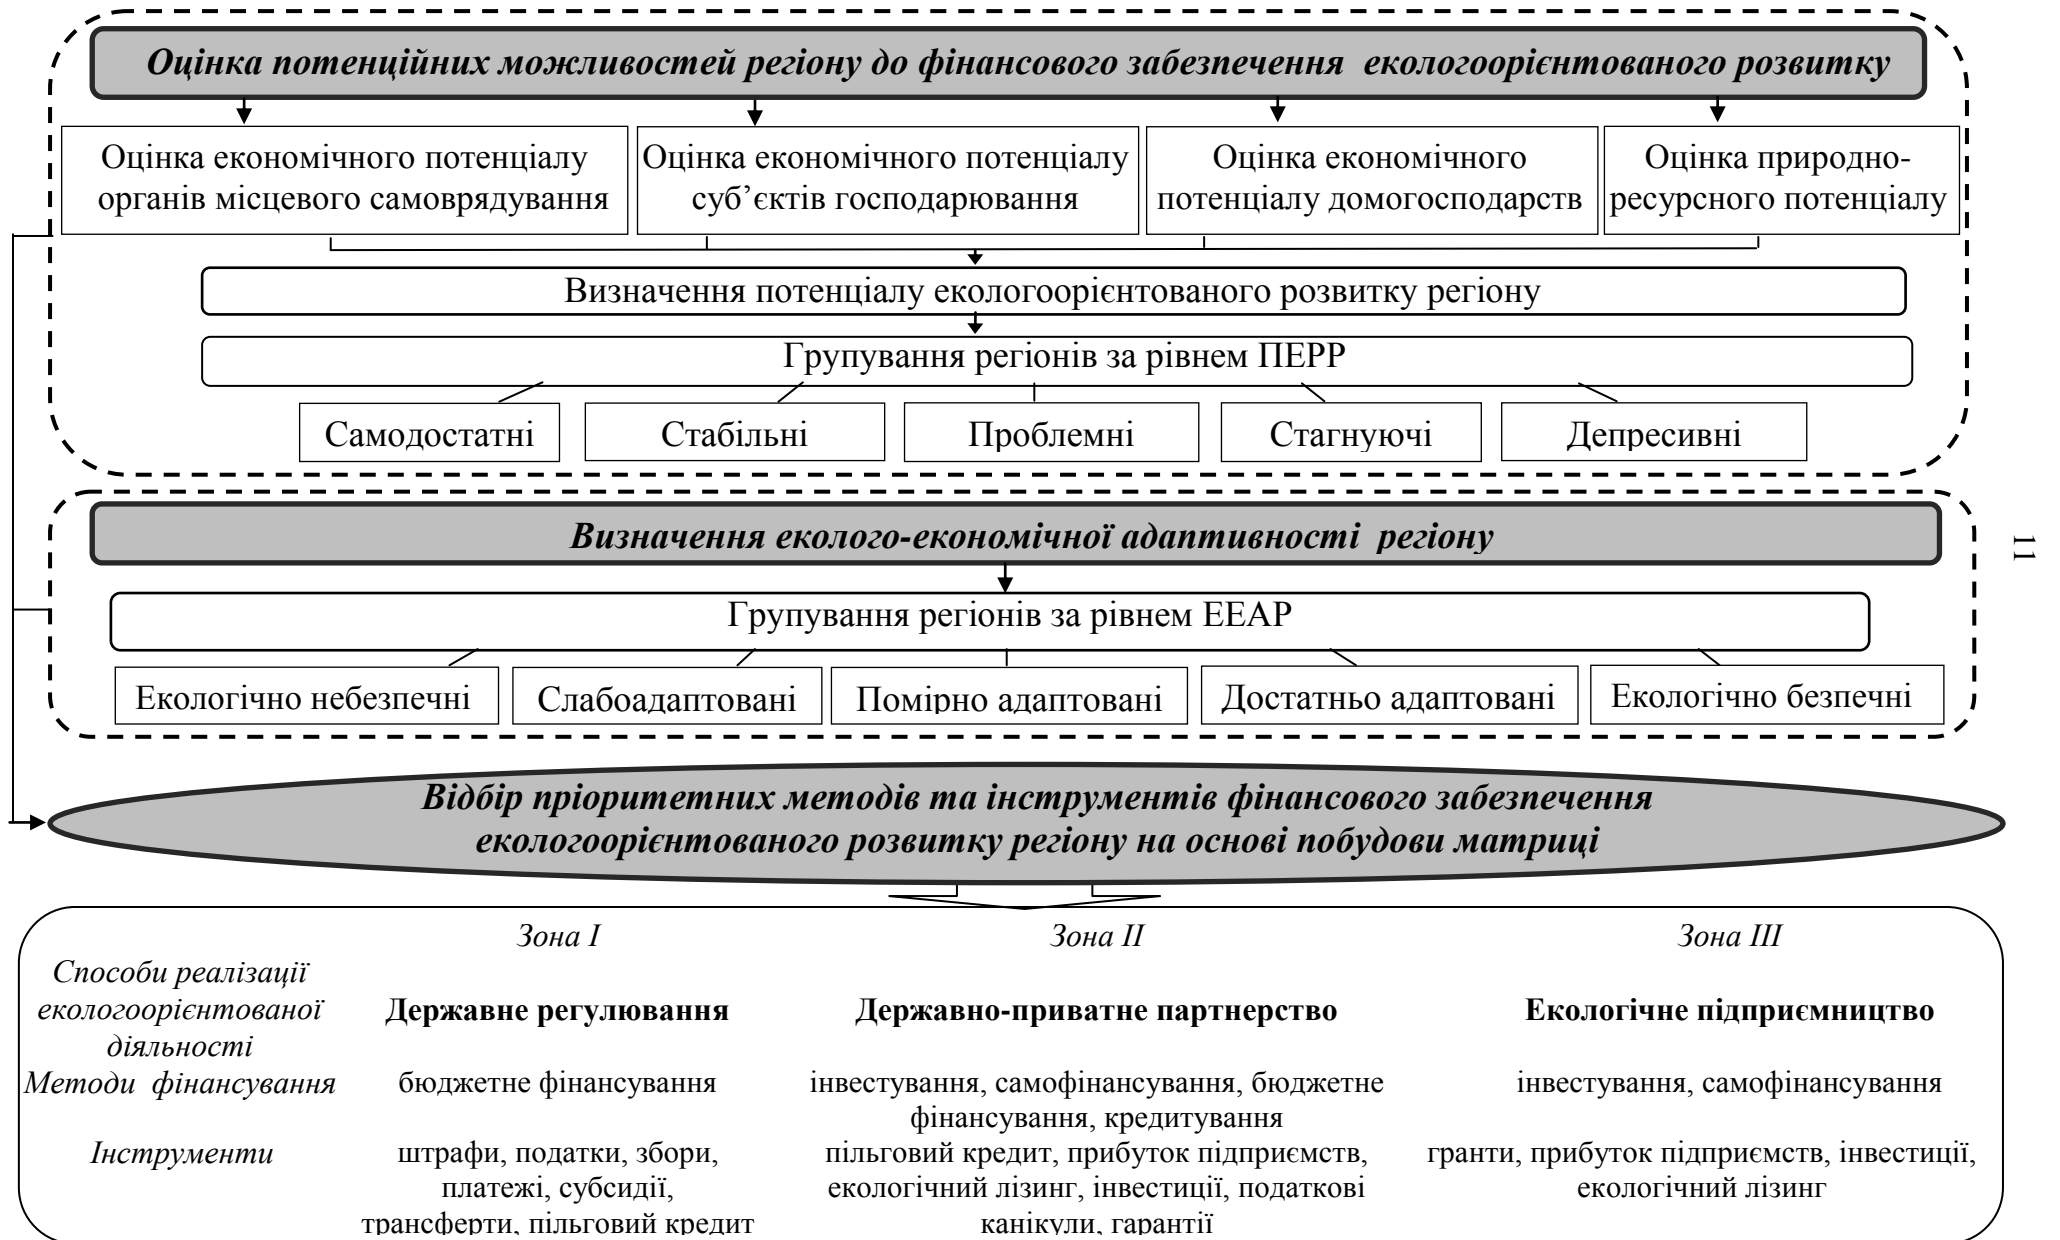 Оцінка потенційних можливостей регіону до фінансового забезпечення екологоорієнтованого розвитку
Оцінка економічного потенціалу
органів місцевого самоврядування
Оцінка економічного потенціалу
суб’єктів господарювання
Оцінка економічного
потенціалу домогосподарств
Оцінка природно-
ресурсного потенціалу
Визначення потенціалу екологоорієнтованого розвитку регіону
Групування регіонів за рівнем ПЕРР
Самодостатні
Стабільні
Проблемні
Стагнуючі
Депресивні
Визначення еколого-економічної адаптивності регіону
11
Групування регіонів за рівнем ЕЕАР
Екологічно небезпечні
Слабоадаптовані
Помірно адаптовані
Достатньо адаптовані
Екологічно безпечні
Відбір пріоритетних методів та інструментів фінансового забезпечення
екологоорієнтованого розвитку регіону на основі побудови матриці
Зона I
Зона II
Зона III
Способи реалізації
екологоорієнтованої
діяльності
Державне регулювання
Державно-приватне партнерство
Екологічне підприємництво
Методи фінансування
бюджетне фінансування
інвестування, самофінансування, бюджетне
фінансування, кредитування
інвестування, самофінансування
Інструменти
штрафи, податки, збори,
платежі, субсидії,
трансферти, пільговий кредит
пільговий кредит, прибуток підприємств,
екологічний лізинг, інвестиції, податкові
канікули, гарантії
гранти, прибуток підприємств, інвестиції,
екологічний лізинг